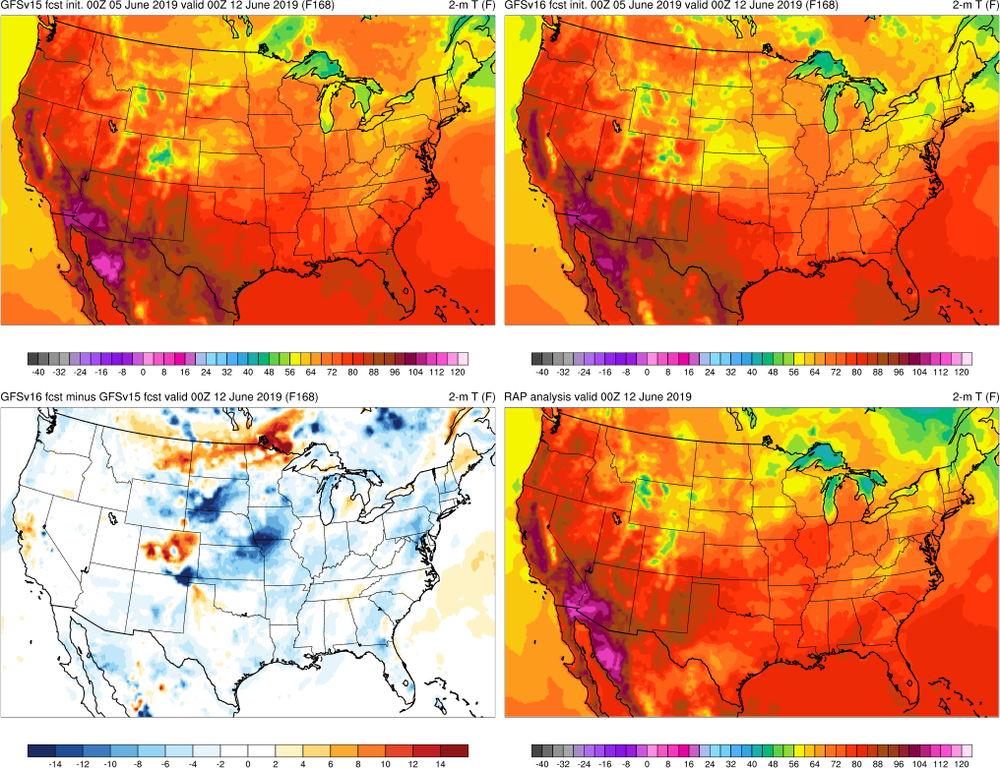 GFSv15 fcst init. 00Z 05 June 2019 valid 00Z 12 June 2019 (F168) 2-m T (F)
GFSv16 fcst init. 00Z 05 June 2019 valid 00Z 12 June 2019 (F168) 2-m T (F)
-40 -32 -24 -16 -8 0 8 16 24 32 40 48 56 64 72 80 88 96 104 112 120
-40 -32 -24 -16 -8 0 8 16 24 32 40 48 56 64 72 80 88 96 104 112 120
GFSv16 fcst minus GFSv15 fcst valid 00Z 12 June 2019 (F168) 2-m T (F)
RAP analysis valid 00Z 12 June 2019 2-m T (F)
-14 -12 -10 -8 -6 -4 -2 0 2 4 6 8 10 12 14
-40 -32 -24 -16 -8 0 8 16 24 32 40 48 56 64 72 80 88 96 104 112 120